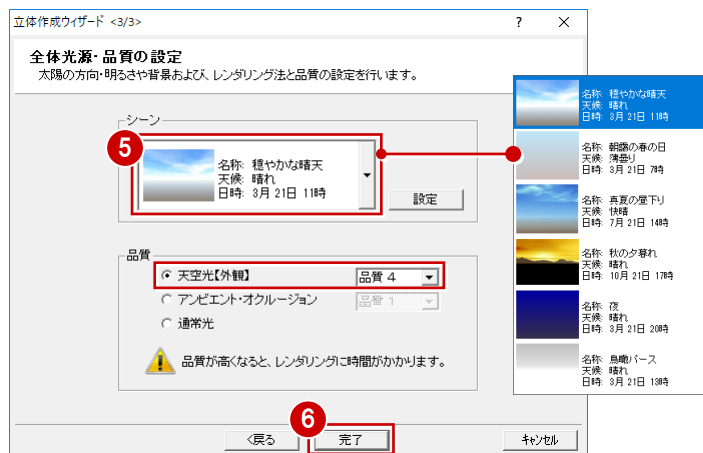 立体作成ウィザード <3/3>
? ×
全体光源・品質の設定
太陽の方向・明るさや背景および、レンダリング法と品質の設定を行います。
シーン
5
名称: 穏やかな晴天
天候: 晴れ
日時: 3月 21日 11時
設定
品質
天空光【外観】
品質 4
アンビエント・オクルージョン
品質 1
通常光
品質が高くなると、レンダリングに時間がかかります。
6
<戻る
完了
キャンセル
名称: 穏やかな晴天
天候: 晴れ
日時: 3月 21日 11時
名称: 朝靄の春の日
天候: 薄曇り
日時: 3月 21日 7時
名称: 真夏の昼下り
天候: 快晴
日時: 7月 21日 14時
名称: 秋の夕暮れ
天候: 晴れ
日時: 10月 21日 17時
名称: 夜
天候: 晴れ
日時: 3月 21日 20時
名称: 鳥瞰パース
天候: 晴れ
日時: 3月 21日 13時